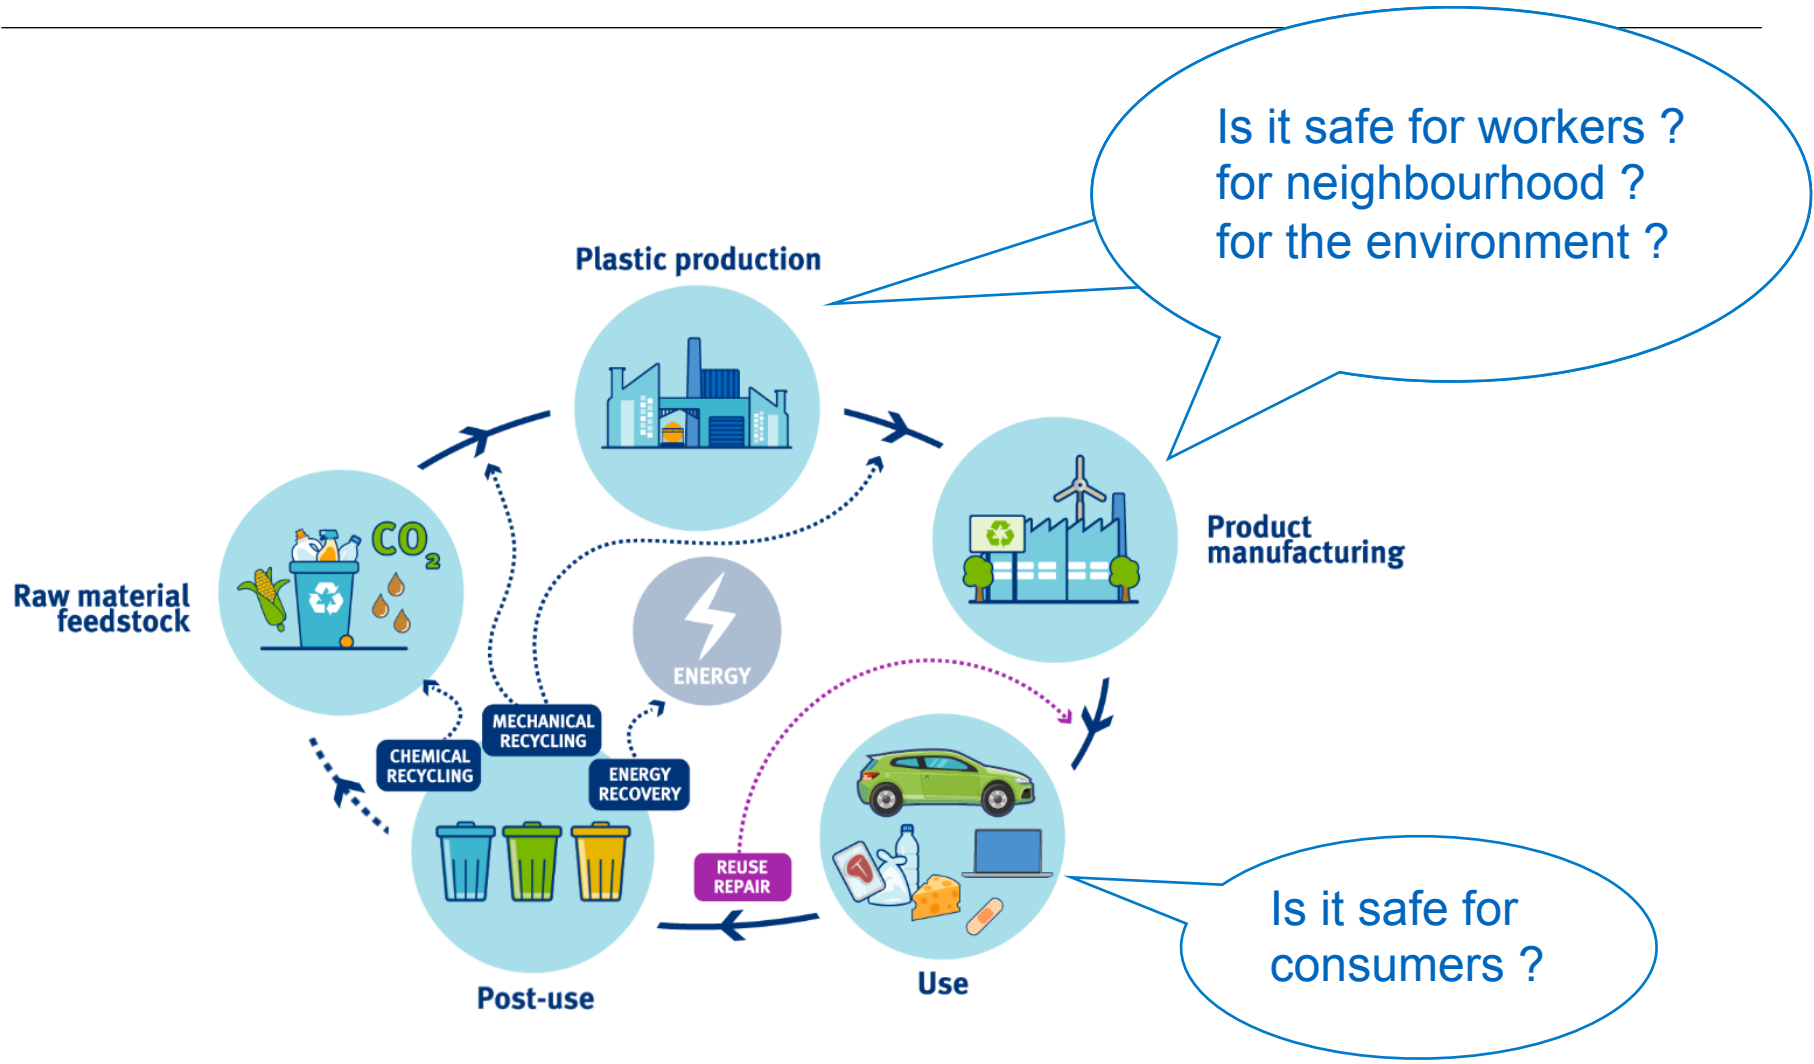 Is it safe for workers ?
for neighbourhood ?
for the environment ?
Plastic production
Product
manufacturing
CO2
Raw material
feedstock
ENERGY
MECHANICAL
RECYCLING
CHEMICAL
RECYCLING
ENERGY
RECOVERY
REUSE
REPAIR
Is it safe for
consumers ?
Use
Post-use